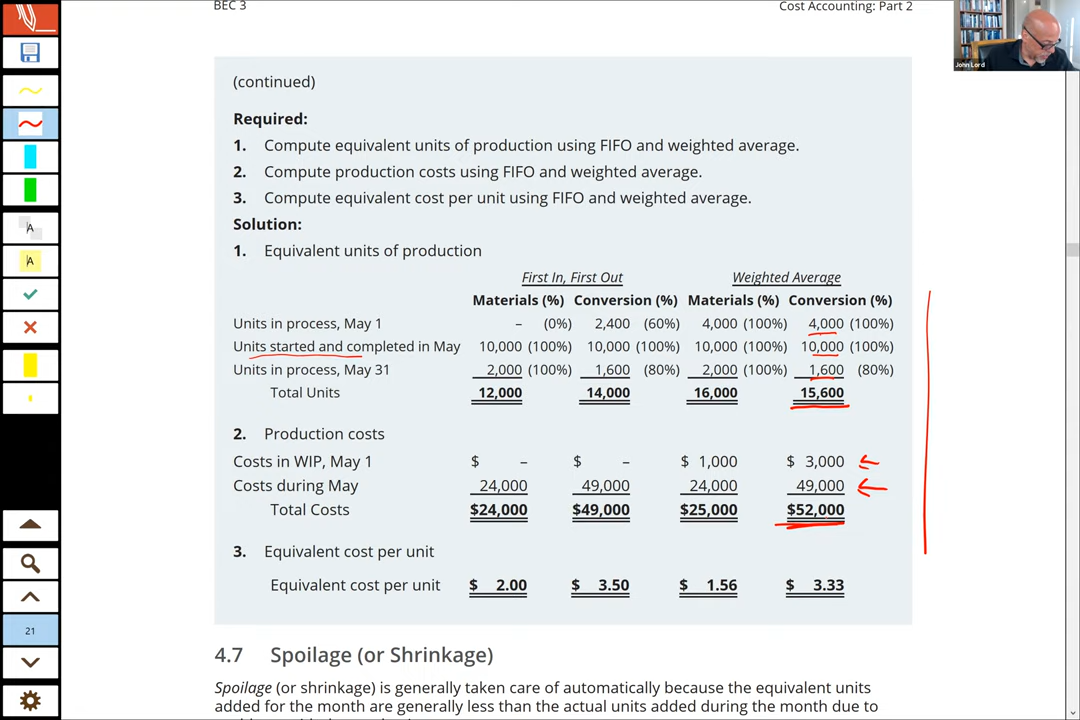 BEC 3
Cost Accounting: Part 2
John Lord
(continued)
Required:
1. Compute equivalent units of production using FIFO and weighted average.
2. Compute production costs using FIFO and weighted average.
3. Compute equivalent cost per unit using FIFO and weighted average.
Solution:
1. Equivalent units of production
First In, First Out Weighted Average
Materials (%) Conversion (%) Materials (%) Conversion (%)
Units in process, May 1 – (0%) 2,400 (60%) 4,000 (100%) 4,000 (100%)
Units started and completed in May 10,000 (100%) 10,000 (100%) 10,000 (100%) 10,000 (100%)
Units in process, May 31 2,000 (100%) 1,600 (80%) 2,000 (100%) 1,600 (80%)
Total Units 12,000 14,000 16,000 15,600
2. Production costs
Costs in WIP, May 1 $ – $ – $ 1,000 $ 3,000
Costs during May 24,000 49,000 24,000 49,000
Total Costs $24,000 $49,000 $25,000 $52,000
3. Equivalent cost per unit
Equivalent cost per unit $ 2.00 $ 3.50 $ 1.56 $ 3.33
21
4.7 Spoilage (or Shrinkage)
Spoilage (or shrinkage) is generally taken care of automatically because the equivalent units
added for the month are generally less than the actual units added during the month due to